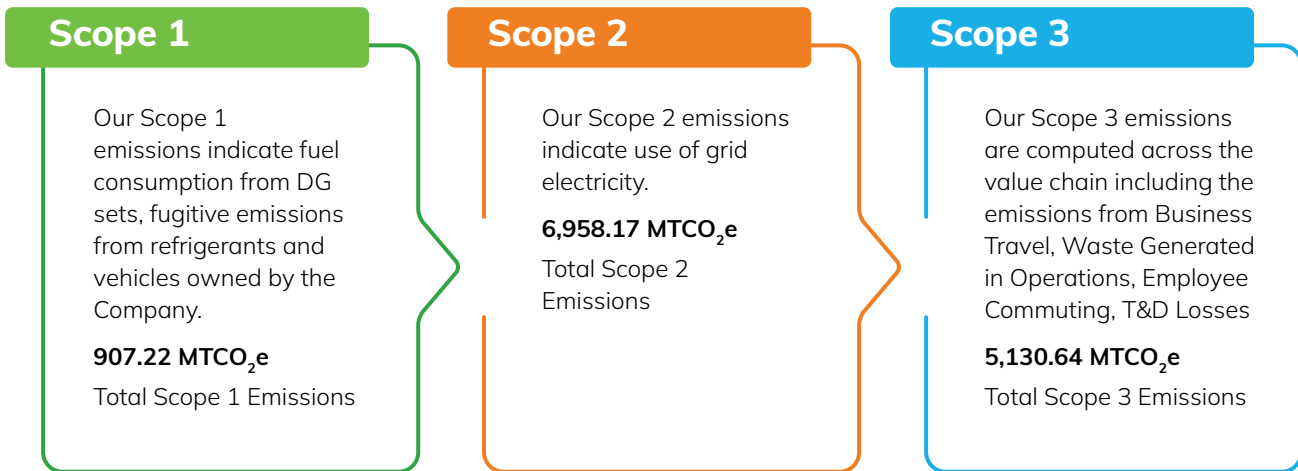 Scope 1
Our Scope 1
emissions indicate fuel
consumption from DG
sets, fugitive emissions
from refrigerants and
vehicles owned by the
Company.
907.22 MTCO₂e
Total Scope 1 Emissions
Scope 2
Our Scope 2 emissions
indicate use of grid
electricity.
6,958.17 MTCO₂e
Total Scope 2
Emissions
Scope 3
Our Scope 3 emissions
are computed across the
value chain including the
emissions from Business
Travel, Waste Generated
in Operations, Employee
Commuting, T&D Losses
5,130.64 MTCO₂e
Total Scope 3 Emissions